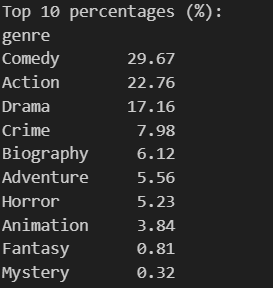 Top 10 percentages (%):
genre
Comedy 29.67
Action 22.76
Drama 17.16
Crime 7.98
Biography 6.12
Adventure 5.56
Horror 5.23
Animation 3.84
Fantasy 0.81
Mystery 0.32